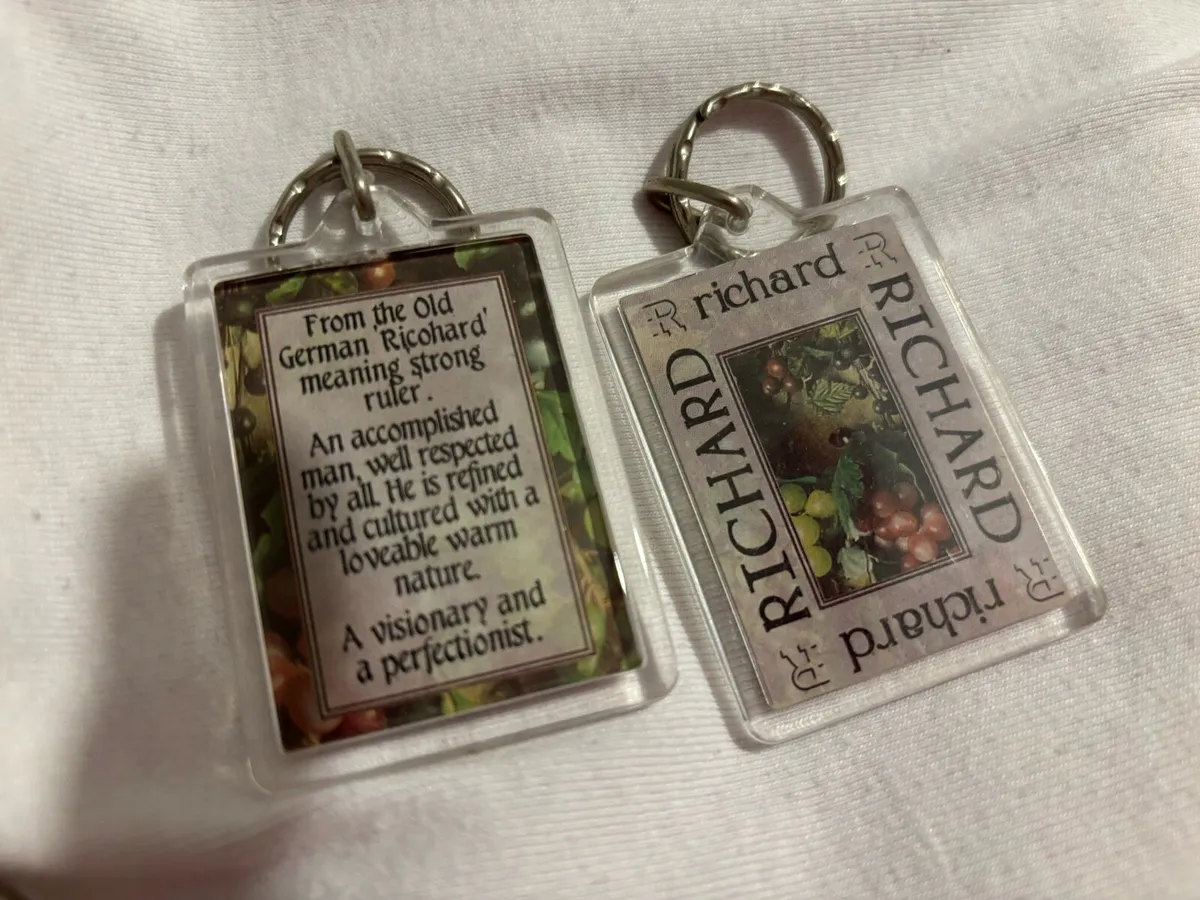 From the Old
German 'Ricohard'
meaning strong
ruler.
An accomplished
man, well respected
by all. He is refined
and cultured with a
loveable warm
nature.
A visionary and
a perfectionist.
R richard R
RICHARD
RICHARD
R richard R